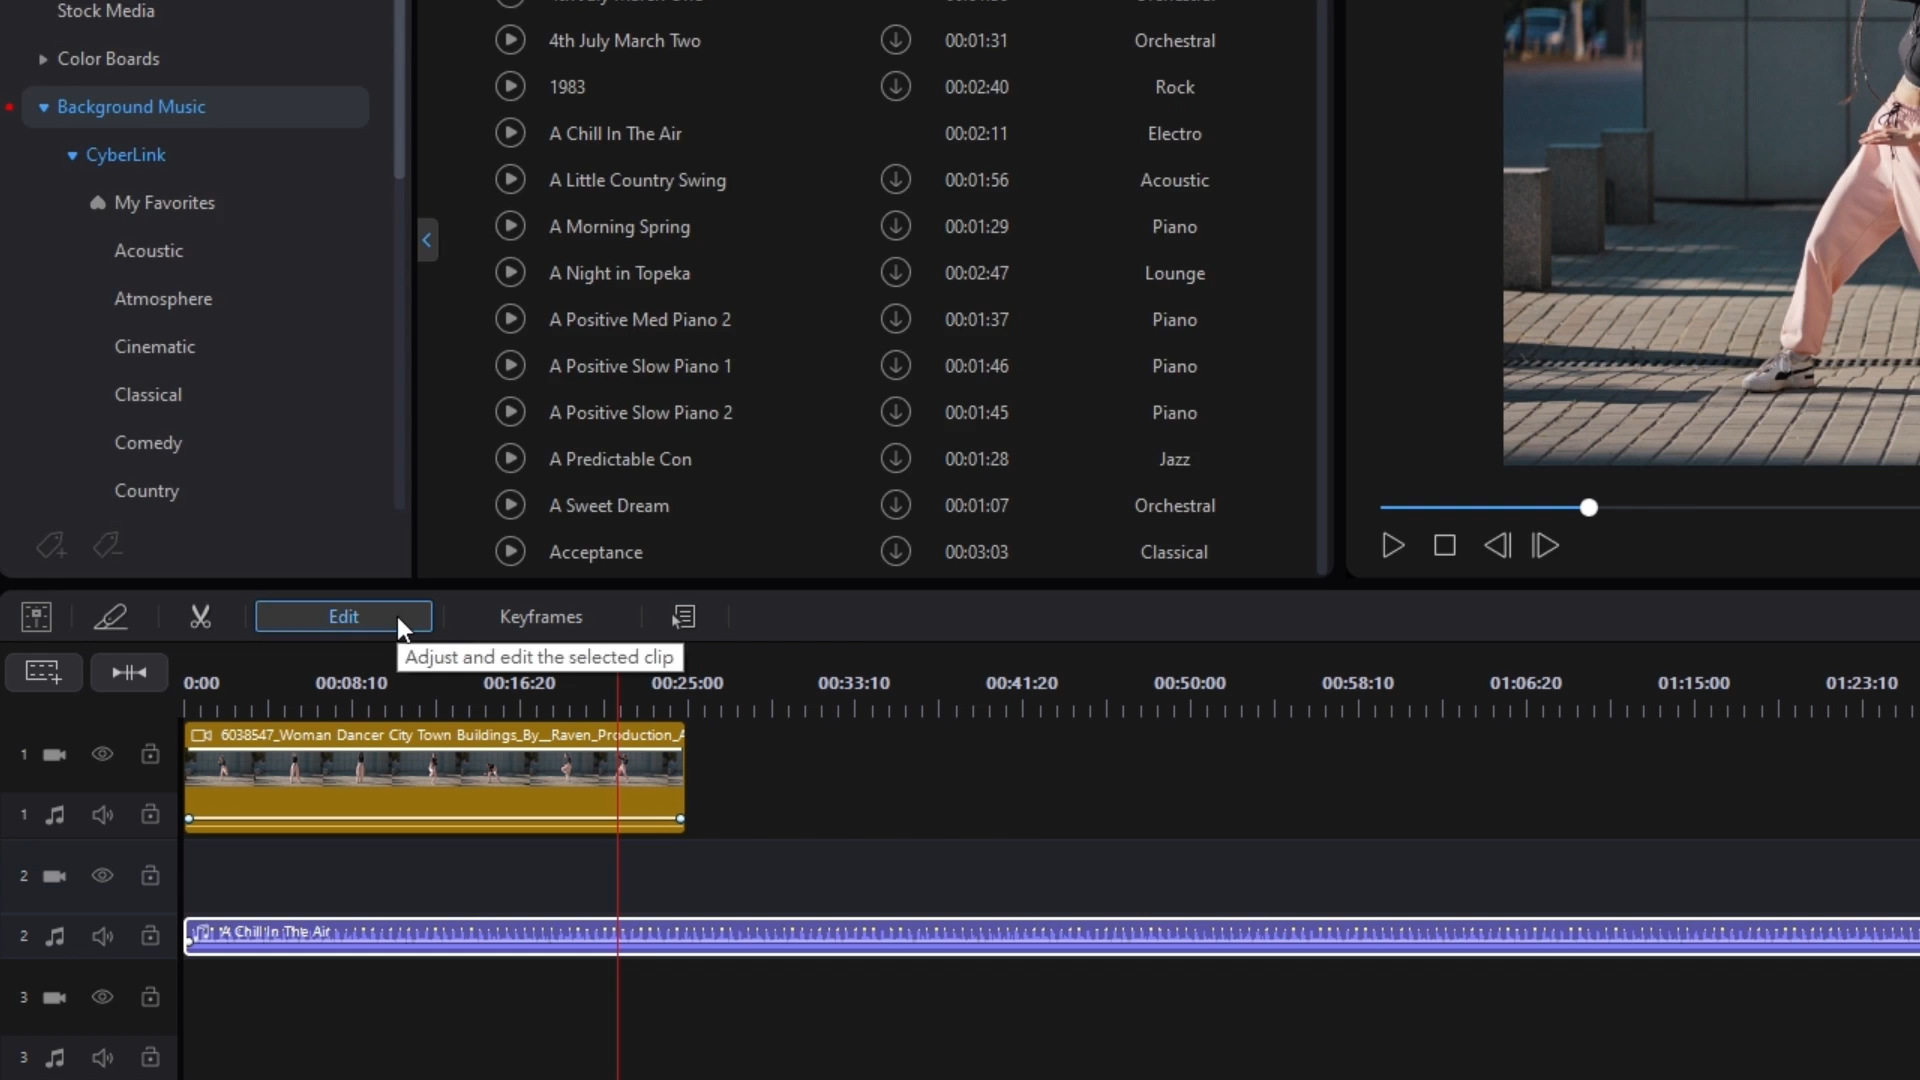 Stock Media
Color Boards
Background Music
CyberLink
My Favorites
Acoustic
Atmosphere
Cinematic
Classical
Comedy
Country
4th July March Two 00:01:31 Orchestral
1983 00:02:40 Rock
A Chill In The Air 00:02:11 Electro
A Little Country Swing 00:01:56 Acoustic
A Morning Spring 00:01:29 Piano
A Night in Topeka 00:02:47 Lounge
A Positive Med Piano 2 00:01:37 Piano
A Positive Slow Piano 1 00:01:46 Piano
A Positive Slow Piano 2 00:01:45 Piano
A Predictable Con 00:01:28 Jazz
A Sweet Dream 00:01:07 Orchestral
Acceptance 00:03:03 Classical
Edit Keyframes
Adjust and edit the selected clip
0:00 00:08:10 00:16:20 00:25:00 00:33:10 00:41:20 00:50:00 00:58:10 01:06:20 01:15:00 01:23:10
1 6038547_Woman Dancer City Town Buildings_By__Raven_Production_
1
2
2 A Chill In The Air
3
3